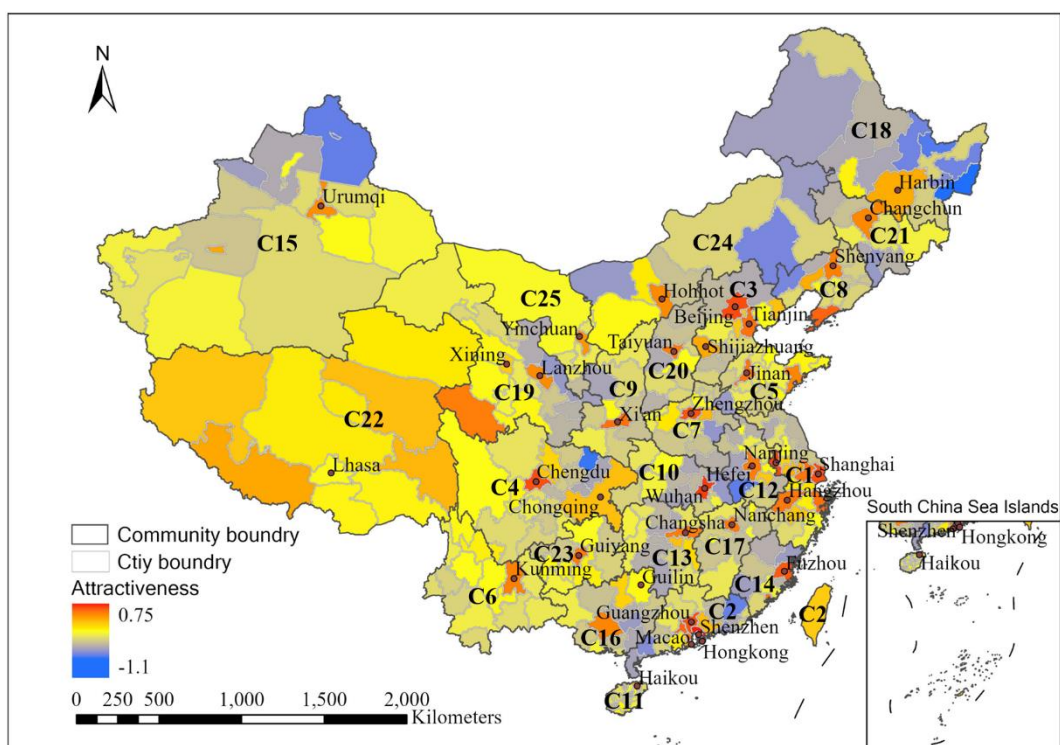 N
C18
Harbin
Urumqi
Changchun
C21
C15
C24
Shenyang
C25
Hohhot
C3
C8
Beijing
Tianjin
Yinchuan
Taiyuan
Shijiazhuang
Xining
Lanzhou
Jinan
C20
C5
C19
C9
Zhengzhou
Xi'an
C7
C22
Nanjing
Lhasa
Chengdu
C10
Hefei
C1
Shanghai
C4
C12
Chongqing
Wuhan
Hangzhou
South China Sea Islands
Changsha
Nanchang
Shenzhen
Hongkong
Community boundry
C23
Guiyang
C13
C17
Ctiy boundry
Kunming
Fuzhou
Haikou
Attractiveness
C6
Guilin
C14
0.75
Guangzhou
C2
C2
C16
Shenzhen
Macao
Hongkong
-1.1
Haikou
C11
0 250 500 1,000 1,500 2,000
Kilometers